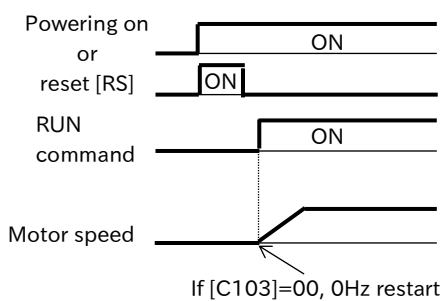 Powering on
or
reset [RS]
ON
ON
RUN
command
ON
Motor speed
If [C103]=00, 0Hz restart